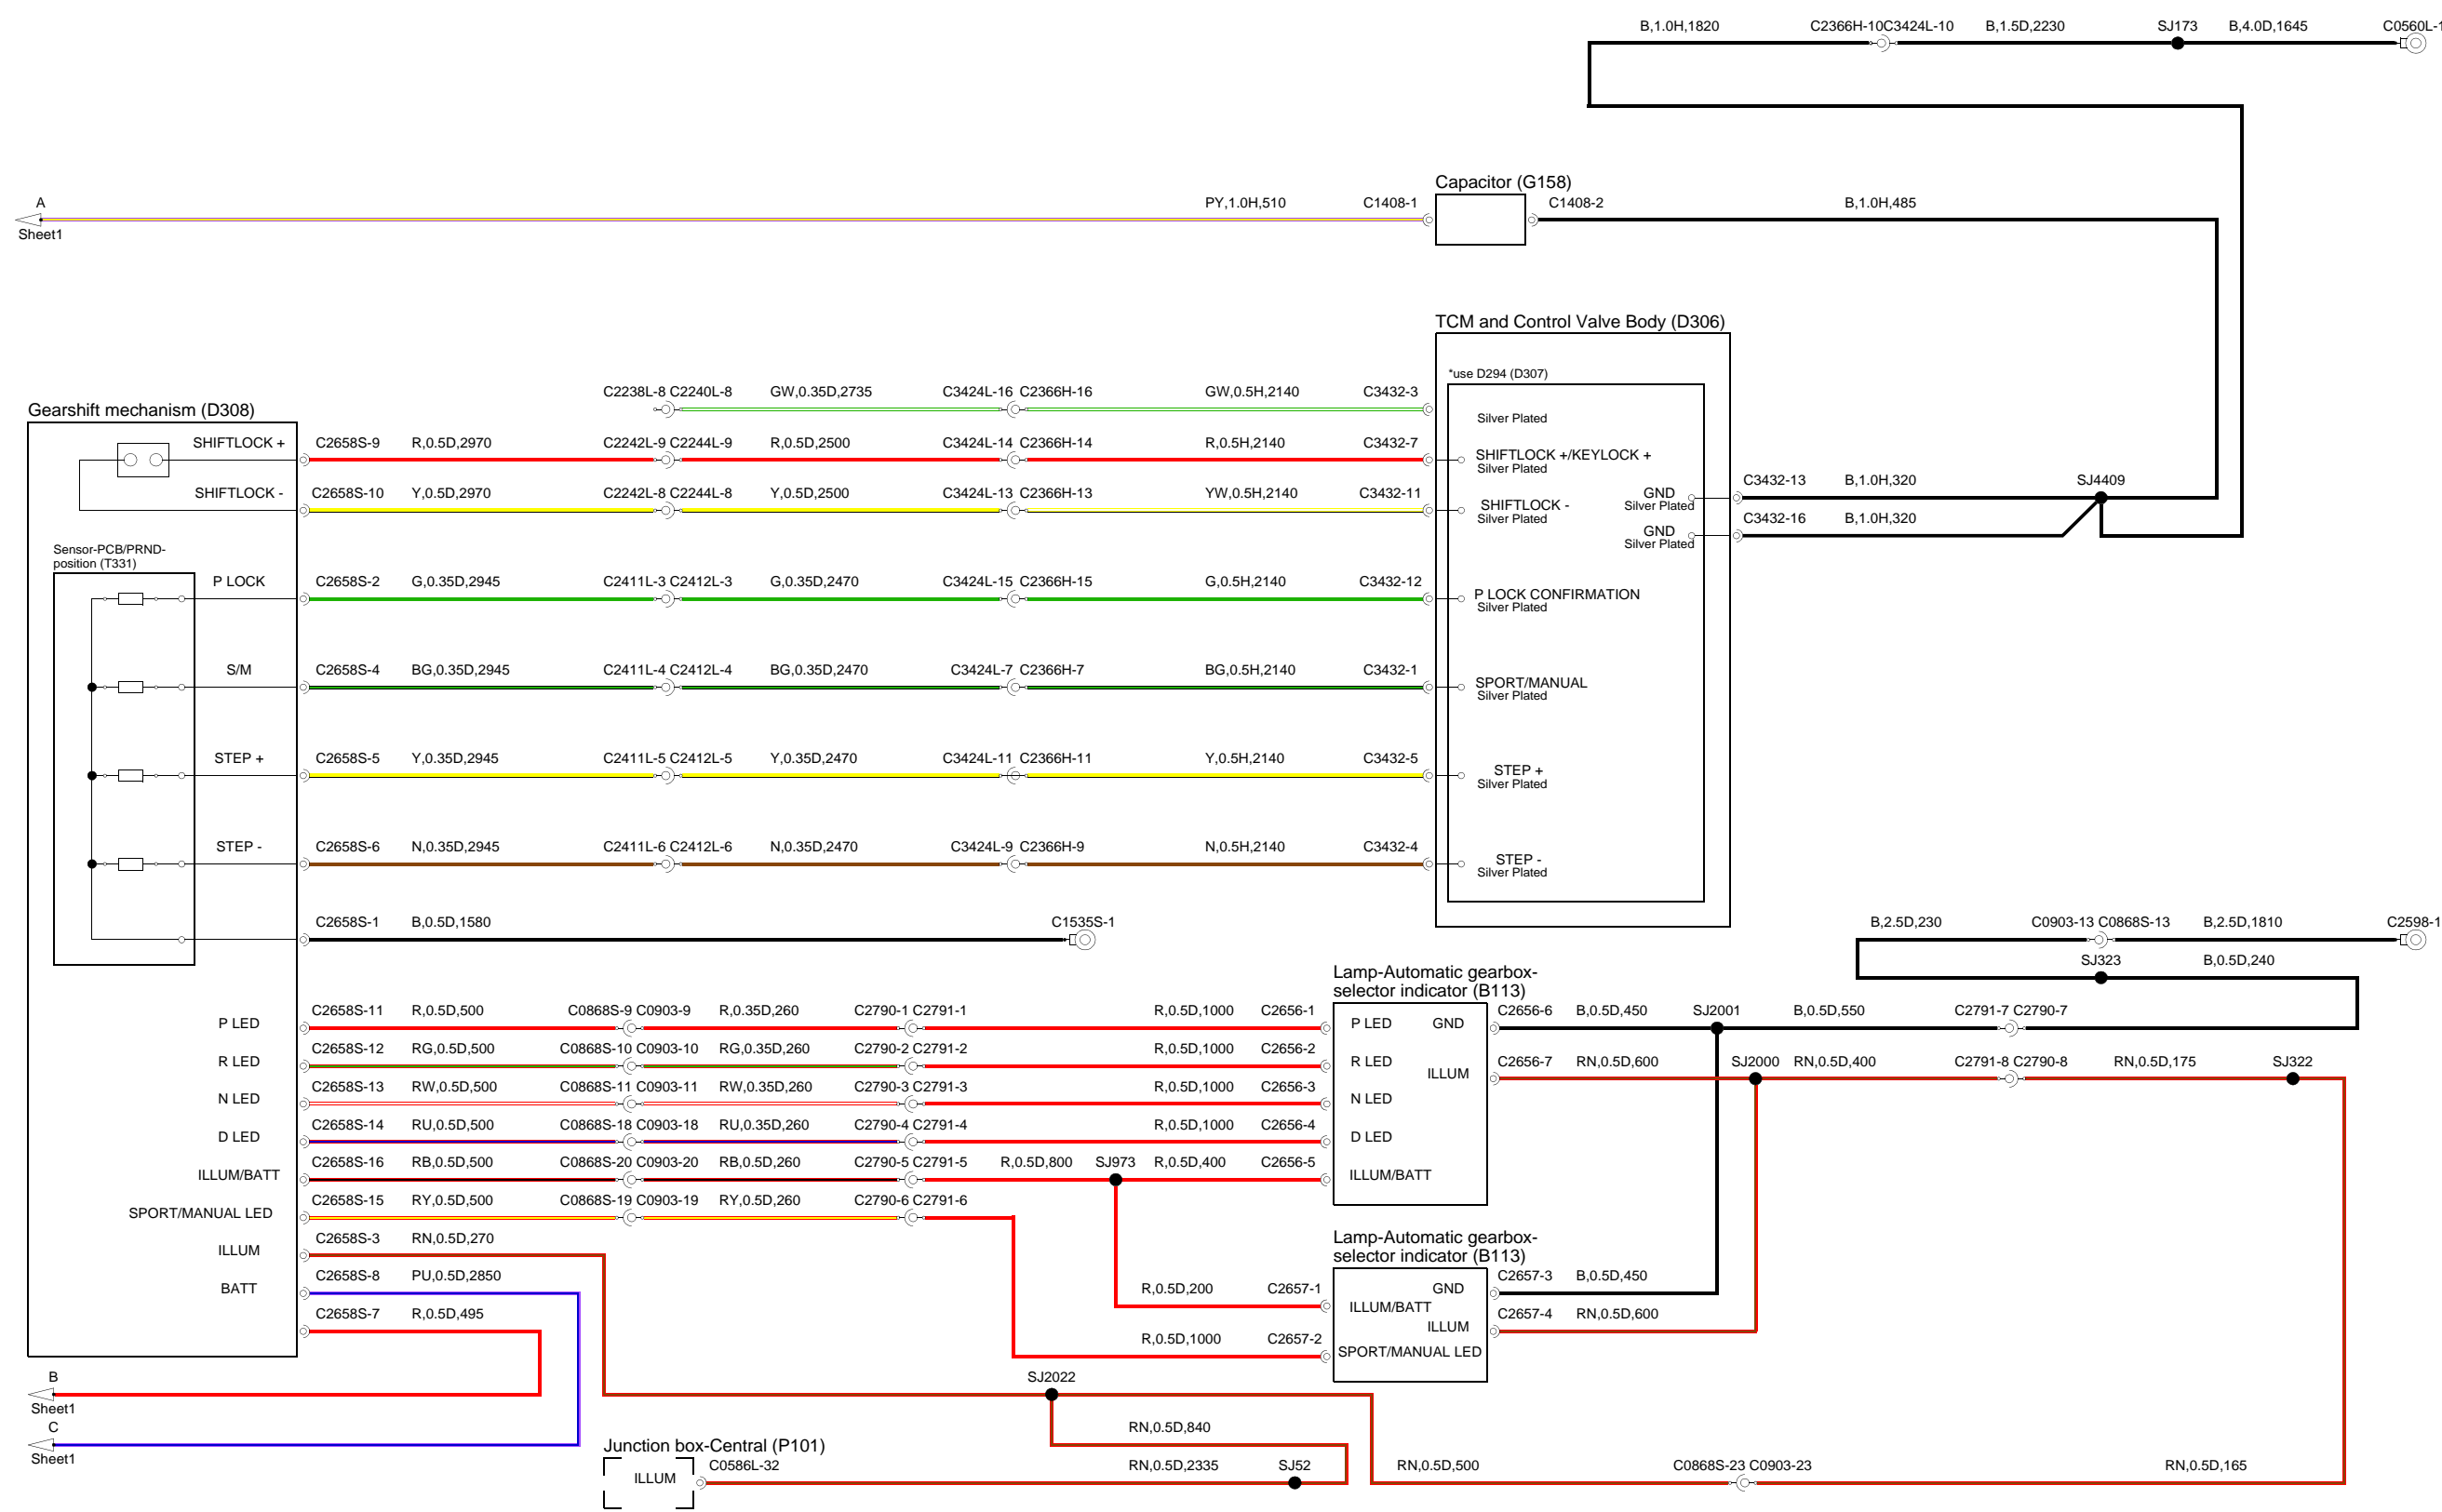 B,1.0H,1820 C2366H-10C3424L-10 B,1.5D,2230 SJ173 B,4.0D,1645 C0560L-1
Capacitor (G158)
A PY,1.0H,510 C1408-1 C1408-2 B,1.0H,485
Sheet1
TCM and Control Valve Body (D306)
*use D294 (D307)
C2238L-8 C2240L-8 GW,0.35D,2735 C3424L-16 C2366H-16 GW,0.5H,2140 C3432-3
Silver Plated
Gearshift mechanism (D308)
SHIFTLOCK + C2658S-9 R,0.5D,2970 C2242L-9 C2244L-9 R,0.5D,2500 C3424L-14 C2366H-14 R,0.5H,2140 C3432-7
SHIFTLOCK +/KEYLOCK +
Silver Plated
SHIFTLOCK - C2658S-10 Y,0.5D,2970 C2242L-8 C2244L-8 Y,0.5D,2500 C3424L-13 C2366H-13 YW,0.5H,2140 C3432-11
SHIFTLOCK -
Silver Plated
GND
Silver Plated
C3432-13 B,1.0H,320 SJ4409
GND
Silver Plated
C3432-16 B,1.0H,320
Sensor-PCB/PRND-
position (T331)
P LOCK C2658S-2 G,0.35D,2945 C2411L-3 C2412L-3 G,0.35D,2470 C3424L-15 C2366H-15 G,0.5H,2140 C3432-12
P LOCK CONFIRMATION
Silver Plated
S/M C2658S-4 BG,0.35D,2945 C2411L-4 C2412L-4 BG,0.35D,2470 C3424L-7 C2366H-7 BG,0.5H,2140 C3432-1
SPORT/MANUAL
Silver Plated
STEP + C2658S-5 Y,0.35D,2945 C2411L-5 C2412L-5 Y,0.35D,2470 C3424L-11 C2366H-11 Y,0.5H,2140 C3432-5
STEP +
Silver Plated
STEP - C2658S-6 N,0.35D,2945 C2411L-6 C2412L-6 N,0.35D,2470 C3424L-9 C2366H-9 N,0.5H,2140 C3432-4
STEP -
Silver Plated
C2658S-1 B,0.5D,1580 C1535S-1
B,2.5D,230 C0903-13 C0868S-13 B,2.5D,1810 C2598-1
SJ323 B,0.5D,240
Lamp-Automatic gearbox-
selector indicator (B113)
P LED C2658S-11 R,0.5D,500 C0868S-9 C0903-9 R,0.35D,260 C2790-1 C2791-1 R,0.5D,1000 C2656-1 P LED GND C2656-6 B,0.5D,450 SJ2001 B,0.5D,550 C2791-7 C2790-7
R LED C2658S-12 RG,0.5D,500 C0868S-10 C0903-10 RG,0.35D,260 C2790-2 C2791-2 R,0.5D,1000 C2656-2 R LED ILLUM C2656-7 RN,0.5D,600 SJ2000 RN,0.5D,400 C2791-8 C2790-8 RN,0.5D,175 SJ322
N LED C2658S-13 RW,0.5D,500 C0868S-11 C0903-11 RW,0.35D,260 C2790-3 C2791-3 R,0.5D,1000 C2656-3 N LED
D LED C2658S-14 RU,0.5D,500 C0868S-18 C0903-18 RU,0.35D,260 C2790-4 C2791-4 R,0.5D,1000 C2656-4 D LED
ILLUM/BATT C2658S-16 RB,0.5D,500 C0868S-20 C0903-20 RB,0.5D,260 C2790-5 C2791-5 R,0.5D,800 SJ973 R,0.5D,400 C2656-5 ILLUM/BATT
SPORT/MANUAL LED C2658S-15 RY,0.5D,500 C0868S-19 C0903-19 RY,0.5D,260 C2790-6 C2791-6
Lamp-Automatic gearbox-
selector indicator (B113)
ILLUM C2658S-3 RN,0.5D,270
BATT C2658S-8 PU,0.5D,2850
R,0.5D,200 C2657-1 ILLUM/BATT GND C2657-3 B,0.5D,450
C2658S-7 R,0.5D,495
ILLUM C2657-4 RN,0.5D,600
R,0.5D,1000 C2657-2 SPORT/MANUAL LED
B
Sheet1
SJ2022
C
Sheet1
RN,0.5D,840
Junction box-Central (P101)
ILLUM C0586L-32 RN,0.5D,2335 SJ52 RN,0.5D,500 C0868S-23 C0903-23 RN,0.5D,165